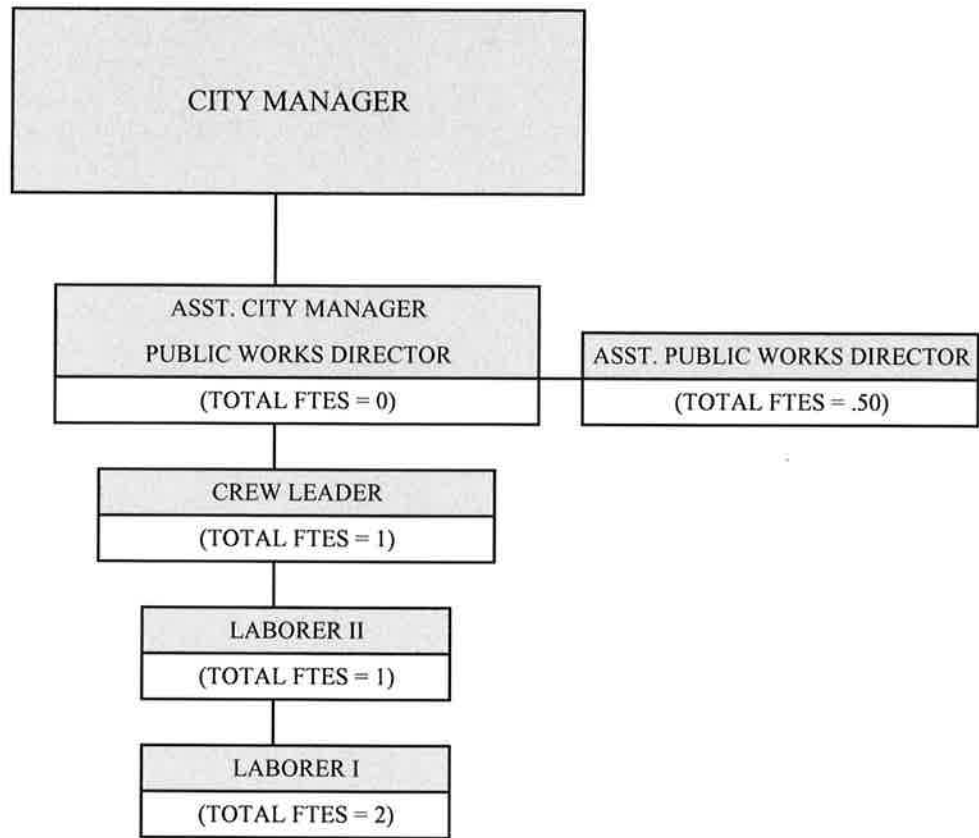 CITY MANAGER
ASST. CITY MANAGER
PUBLIC WORKS DIRECTOR
(TOTAL FTES = 0)
ASST. PUBLIC WORKS DIRECTOR
(TOTAL FTES = .50)
CREW LEADER
(TOTAL FTES = 1)
LABORER II
(TOTAL FTES = 1)
LABORER I
(TOTAL FTES = 2)